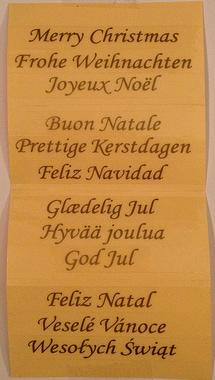 Merry Christmas
Frohe Weihnachten
Joyeux Noël
Buon Natale
Prettige Kerstdagen
Feliz Navidad
Glædelig Jul
Hyvää joulua
God Jul
Feliz Natal
Veselé Vánoce
Wesołych Świąt